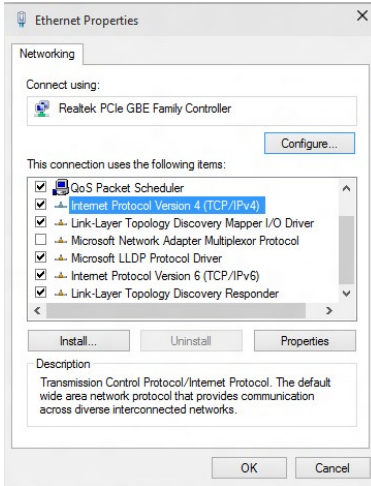 Ethernet Properties
Networking
Connect using:
Realtek PCIe GBE Family Controller
Configure...
This connection uses the following items:
QoS Packet Scheduler
Internet Protocol Version 4 (TCP/IPv4)
Link-Layer Topology Discovery Mapper I/O Driver
Microsoft Network Adapter Multiplexor Protocol
Microsoft LLDP Protocol Driver
Internet Protocol Version 6 (TCP/IPv6)
Link-Layer Topology Discovery Responder
Install... Uninstall Properties
Description
Transmission Control Protocol/Internet Protocol. The default
wide area network protocol that provides communication
across diverse interconnected networks.
OK Cancel